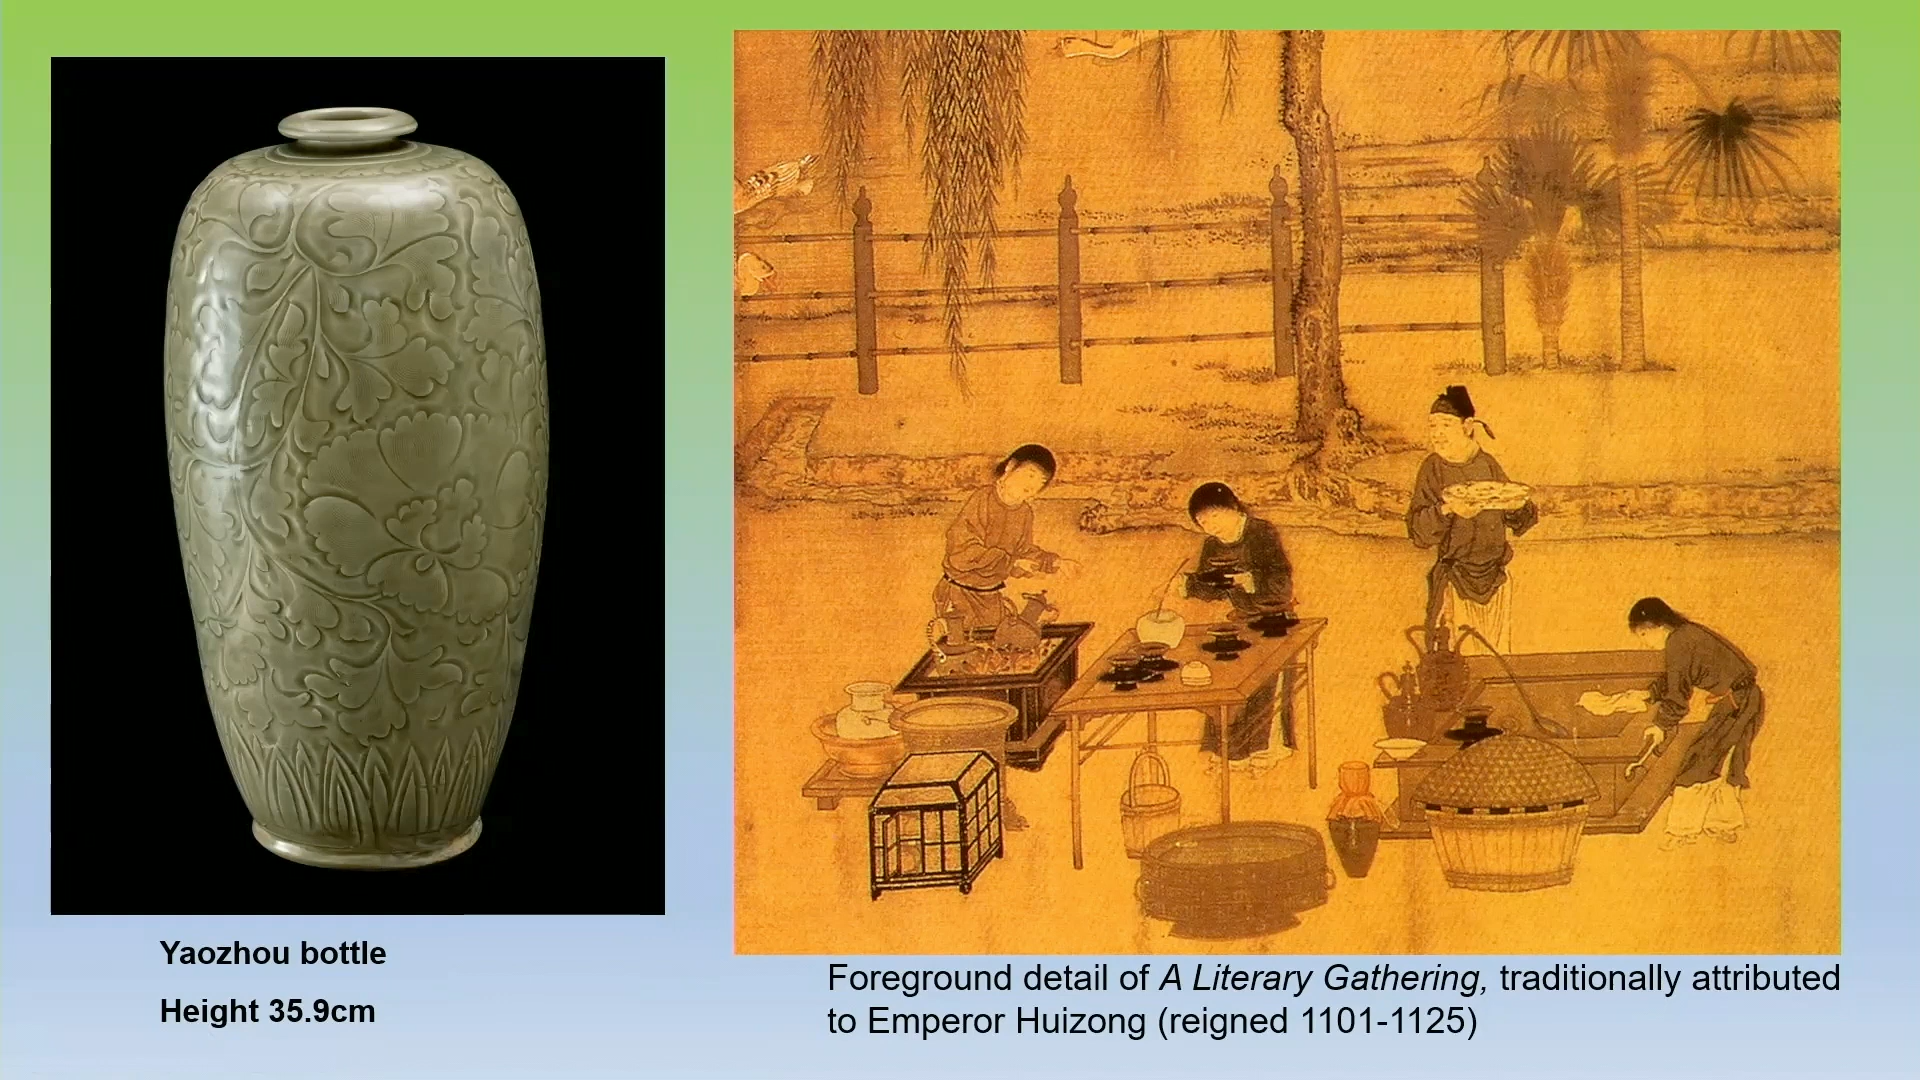 Yaozhou bottle
Height 35.9cm
Foreground detail of A Literary Gathering, traditionally attributed
to Emperor Huizong (reigned 1101-1125)